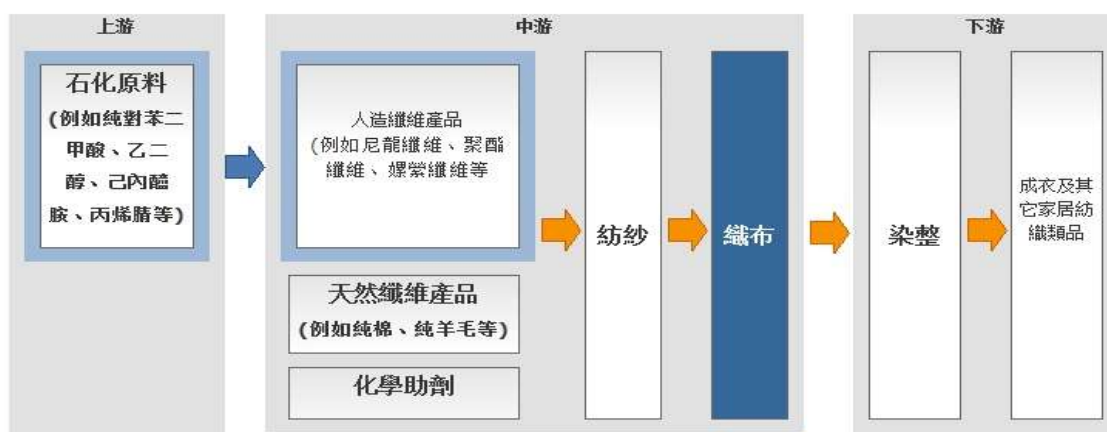 上游
石化原料
(例如純對苯二
甲酸、乙二
醇、己內醯
胺、丙烯腈等)
中游
人造纖維產品
(例如尼龍纖維、聚酯
纖維、嫘縈纖維等
天然纖維產品
(例如純棉、純羊毛等)
化學助劑
紡紗
織布
下游
染整
成衣及其
它家居紡
織類品